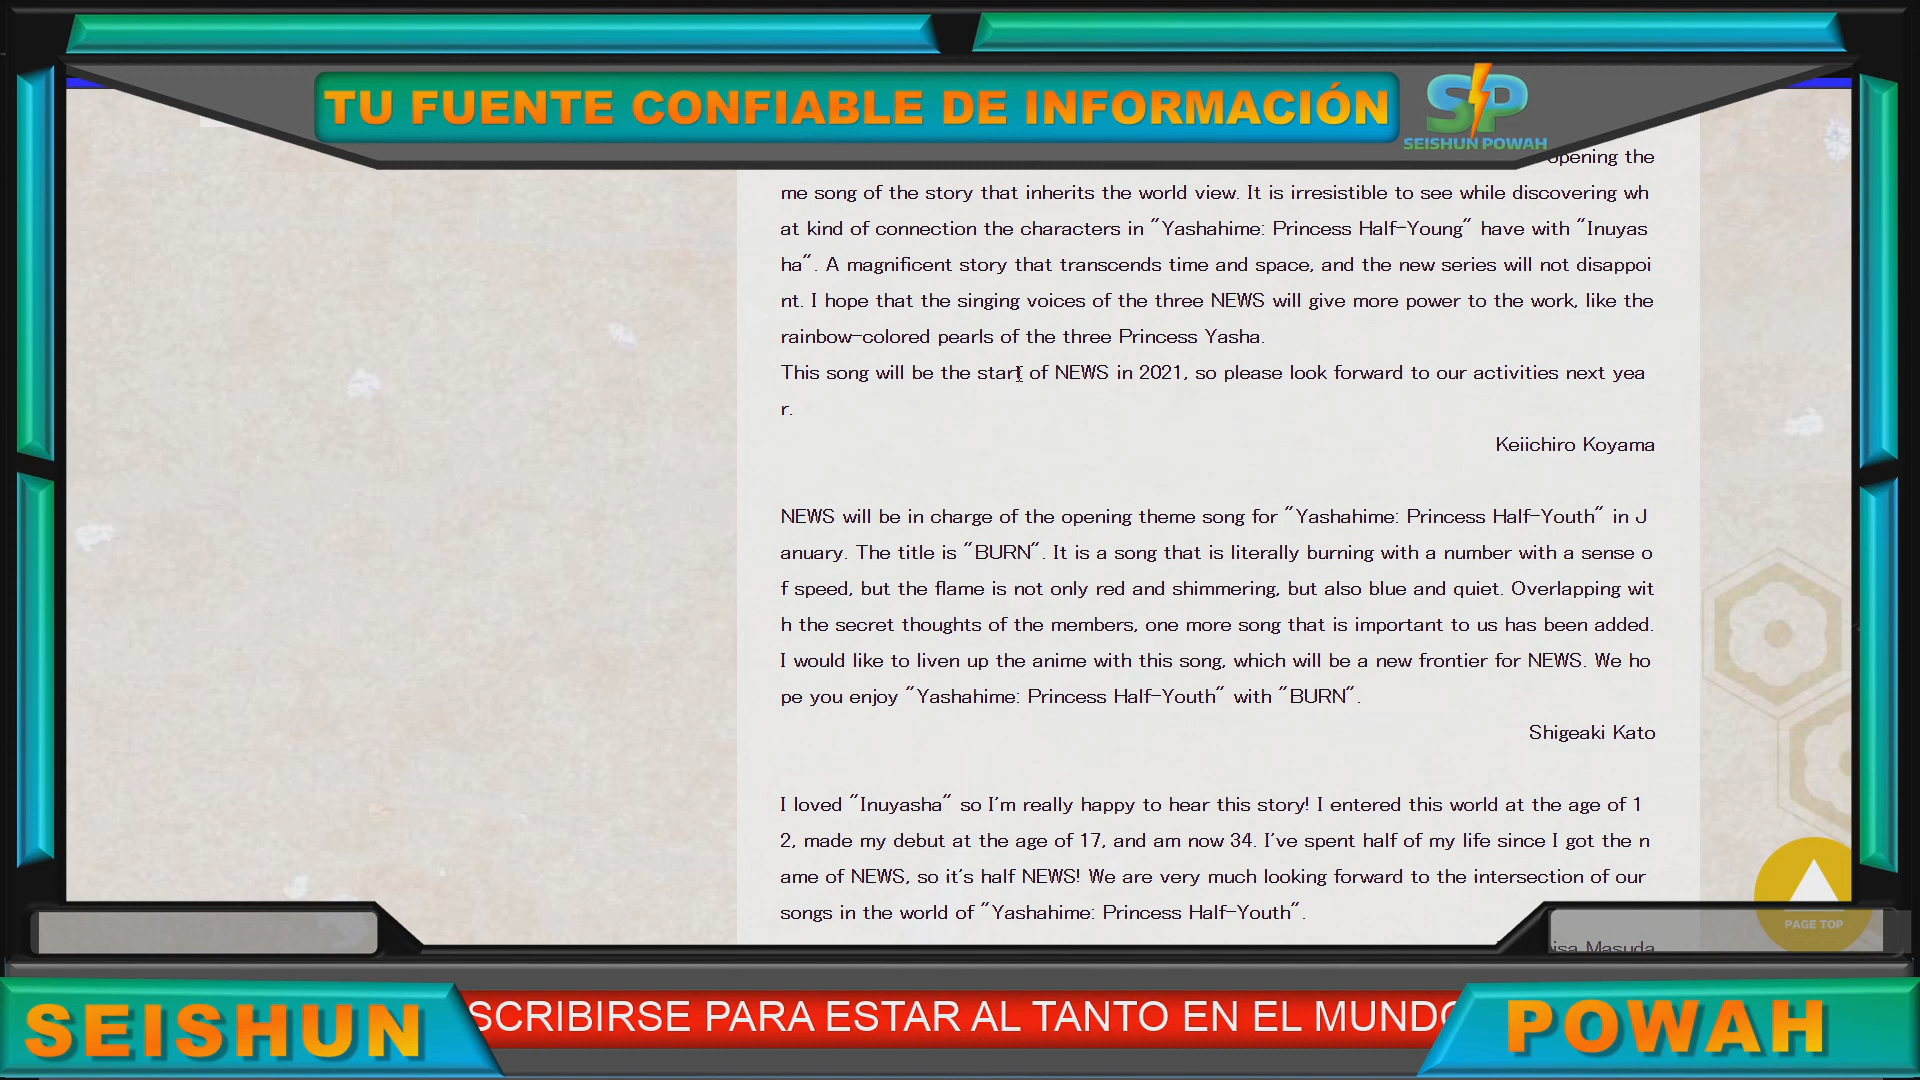 TU FUENTE CONFIABLE DE INFORMACIÓN
SP
SEISHUN POWAH
opening the
me song of the story that inherits the world view. It is irresistible to see while discovering wh
at kind of connection the characters in "Yashahime: Princess Half-Young" have with "Inuyas
ha". A magnificent story that transcends time and space, and the new series will not disappoi
nt. I hope that the singing voices of the three NEWS will give more power to the work, like the
rainbow-colored pearls of the three Princess Yasha.
This song will be the start of NEWS in 2021, so please look forward to our activities next yea
r.
Keiichiro Koyama
NEWS will be in charge of the opening theme song for "Yashahime: Princess Half-Youth" in J
anuary. The title is "BURN". It is a song that is literally burning with a number with a sense o
f speed, but the flame is not only red and shimmering, but also blue and quiet. Overlapping wit
h the secret thoughts of the members, one more song that is important to us has been added.
I would like to liven up the anime with this song, which will be a new frontier for NEWS. We ho
pe you enjoy "Yashahime: Princess Half-Youth" with "BURN".
Shigeaki Kato
I loved "Inuyasha" so I'm really happy to hear this story! I entered this world at the age of 1
2, made my debut at the age of 17, and am now 34. I've spent half of my life since I got the n
ame of NEWS, so it's half NEWS! We are very much looking forward to the intersection of our
songs in the world of "Yashahime: Princess Half-Youth".
PAGE TOP
isa Masuda
SEISHUN
SCRIBIRSE PARA ESTAR AL TANTO EN EL MUNDO
POWAH